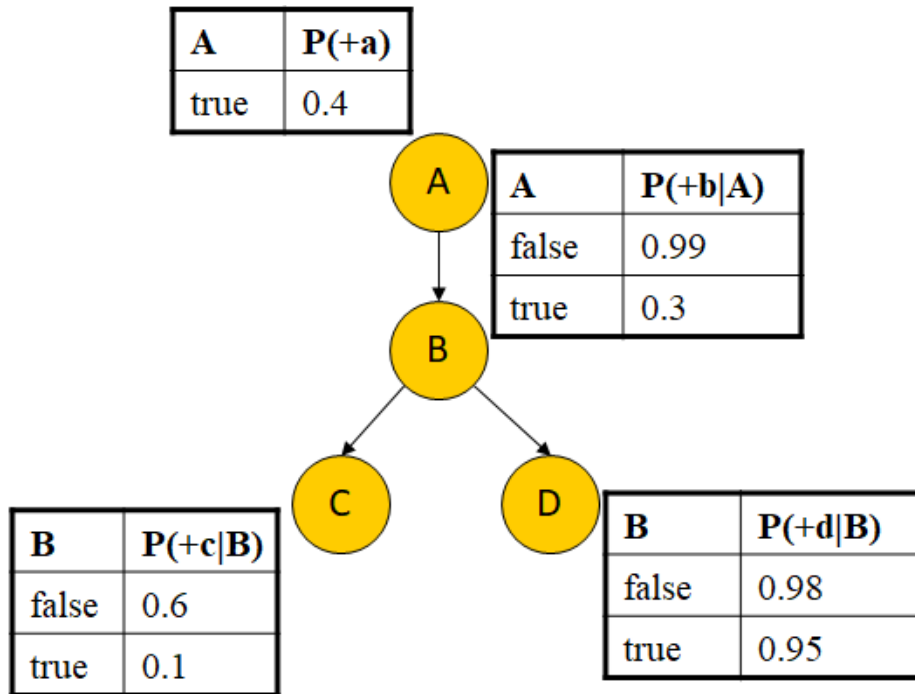 A P(+a)
true 0.4
A
A P(+b|A)
false 0.99
true 0.3
B
C
D
B P(+c|B)
false 0.6
true 0.1
B P(+d|B)
false 0.98
true 0.95